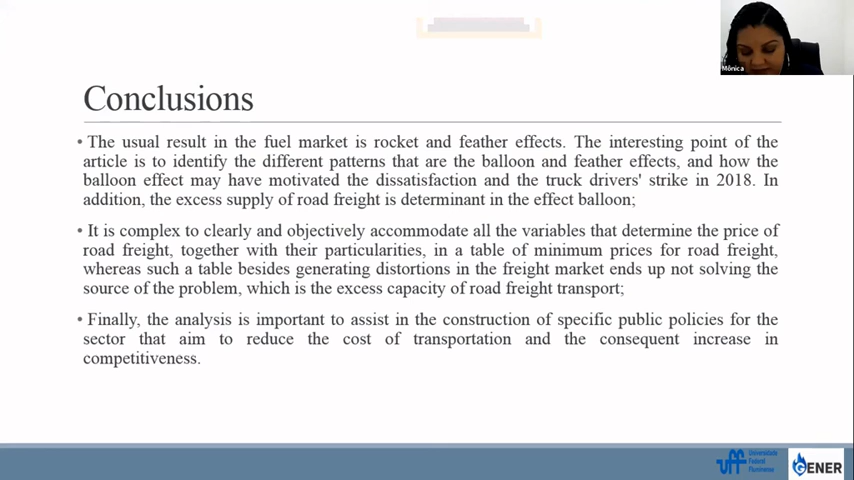 Mônica
Conclusions
• The usual result in the fuel market is rocket and feather effects. The interesting point of the
article is to identify the different patterns that are the balloon and feather effects, and how the
balloon effect may have motivated the dissatisfaction and the truck drivers' strike in 2018. In
addition, the excess supply of road freight is determinant in the effect balloon;
• It is complex to clearly and objectively accommodate all the variables that determine the price of
road freight, together with their particularities, in a table of minimum prices for road freight,
whereas such a table besides generating distortions in the freight market ends up not solving the
source of the problem, which is the excess capacity of road freight transport;
• Finally, the analysis is important to assist in the construction of specific public policies for the
sector that aim to reduce the cost of transportation and the consequent increase in
competitiveness.
uff
Universidade
Federal
Fluminense
GENER